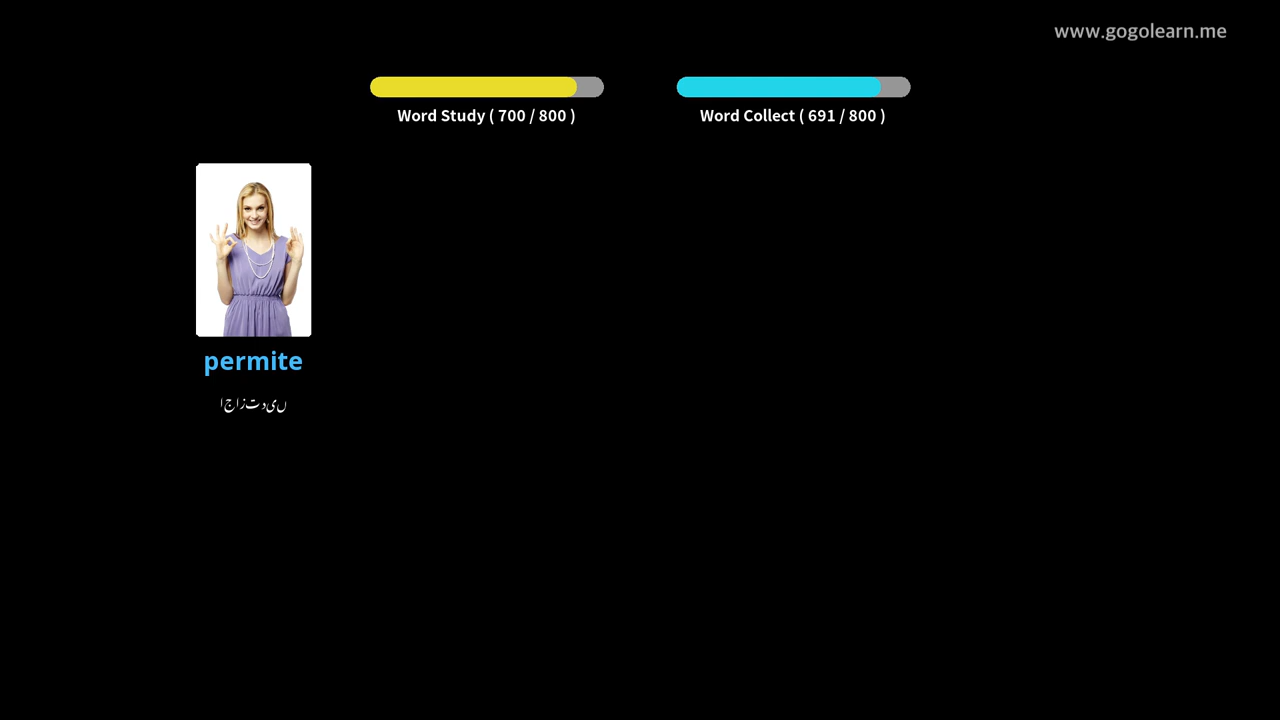 www.gogolearn.me
Word Study ( 700 / 800 )
Word Collect ( 691 / 800 )
permite
اجازت دیں